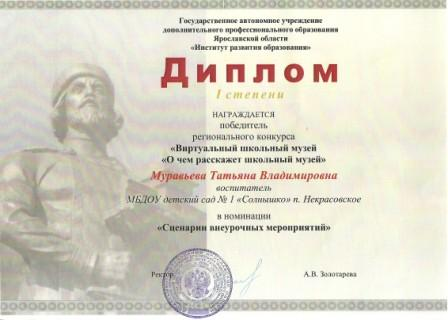 Государственное автономное учреждение
дополнительного профессионального образования
Ярославской области
«Институт развития образования»
Диплом
I степени
НАГРАЖДАЕТСЯ
победитель
регионального конкурса
«Виртуальный школьный музей
«О чем расскажет школьный музей»
Муравьева Татьяна Владимировна
воспитатель
МБДОУ детский сад № 1 «Солнышко» п. Некрасовское
в номинации
«Сценарии внеурочных мероприятий»
Ректор А.В. Золотарева